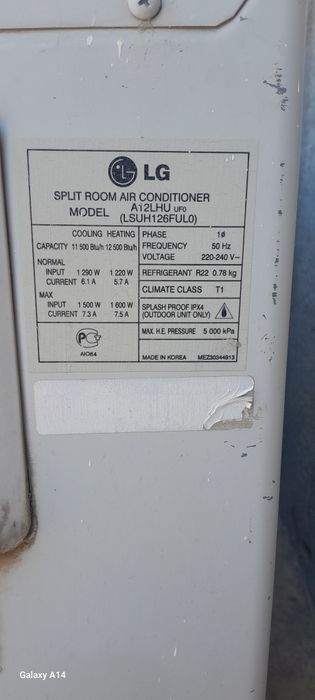 LG
SPLIT ROOM AIR CONDITIONER
MODEL A12LHU UF0
(LSUH126FUL0)
COOLING HEATING
CAPACITY 11 500 Btu/h 12 500 Btu/h
NORMAL
INPUT 1 290 W 1 220 W
CURRENT 6.1 A 5.7 A
MAX
INPUT 1 500 W 1 600 W
CURRENT 7.3 A 7.5 A
PHASE 1ø
FREQUENCY 50 Hz
VOLTAGE 220-240 V~
REFRIGERANT R22 0.78 kg
CLIMATE CLASS T1
SPLASH PROOF IPX4
(OUTDOOR UNIT ONLY)
MAX. H.E. PRESSURE 5 000 kPa
АЮ64
MADE IN KOREA MEZ30344913
Galaxy A14